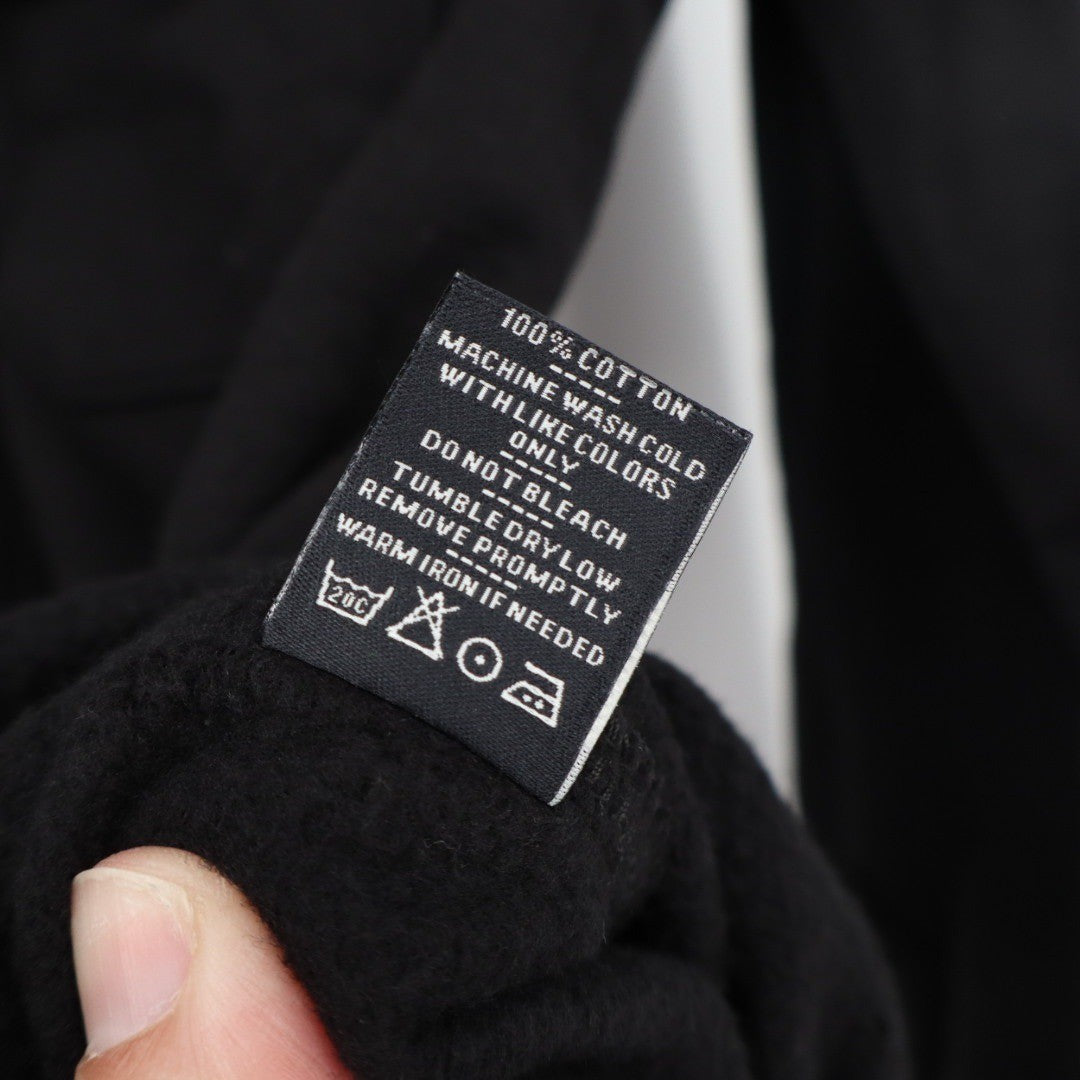 100% COTTON
-----
MACHINE WASH COLD
WITH LIKE COLORS
ONLY
-----
DO NOT BLEACH
-----
TUMBLE DRY LOW
REMOVE PROMPTLY
-----
WARM IRON IF NEEDED
20C